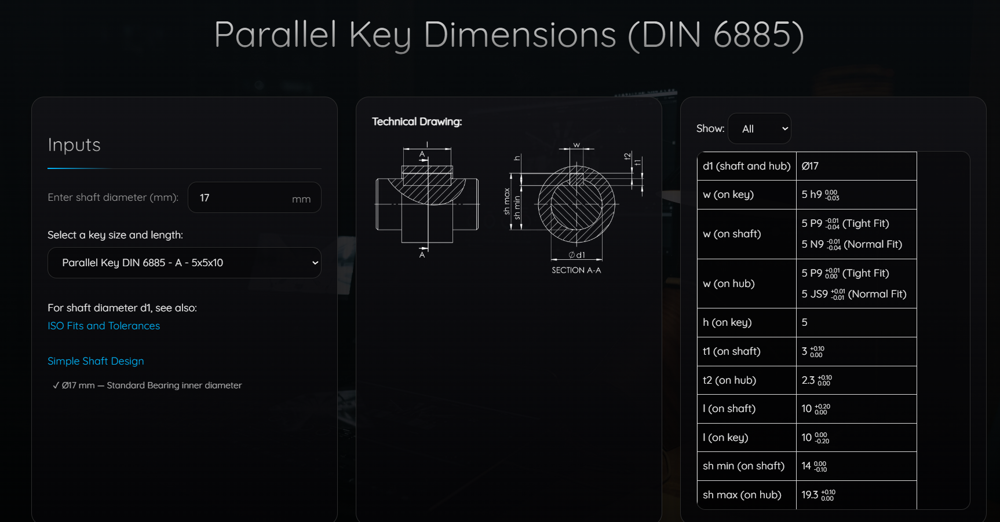 Parallel Key Dimensions (DIN 6885)
Inputs
Enter shaft diameter (mm): 17 mm
Select a key size and length:
Parallel Key DIN 6885 - A - 5x5x10
For shaft diameter d1, see also:
ISO Fits and Tolerances
Simple Shaft Design
✓ Ø17 mm — Standard Bearing inner diameter
Technical Drawing:
l
A
A
w
h
t2
t1
sh max
sh min
Ø d1
SECTION A-A
Show: All
d1 (shaft and hub) Ø17
w (on key) 5 h9 0.00 -0.03
w (on shaft) 5 P9 -0.01 -0.04 (Tight Fit)
5 N9 -0.01 -0.04 (Normal Fit)
w (on hub) 5 P9 +0.01 0.00 (Tight Fit)
5 JS9 +0.01 -0.01 (Normal Fit)
h (on key) 5
t1 (on shaft) 3 +0.10 0.00
t2 (on hub) 2.3 +0.10 0.00
l (on shaft) 10 +0.20 0.00
l (on key) 10 0.00 -0.20
sh min (on shaft) 14 0.00 -0.10
sh max (on hub) 19.3 +0.10 0.00